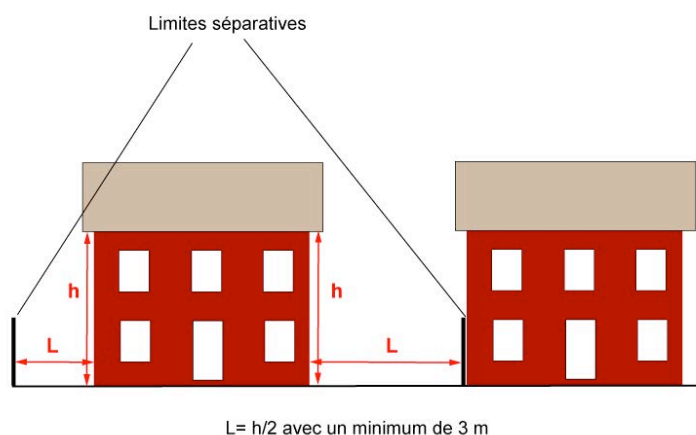 Limites séparatives
h
h
L
L
L= h/2 avec un minimum de 3 m